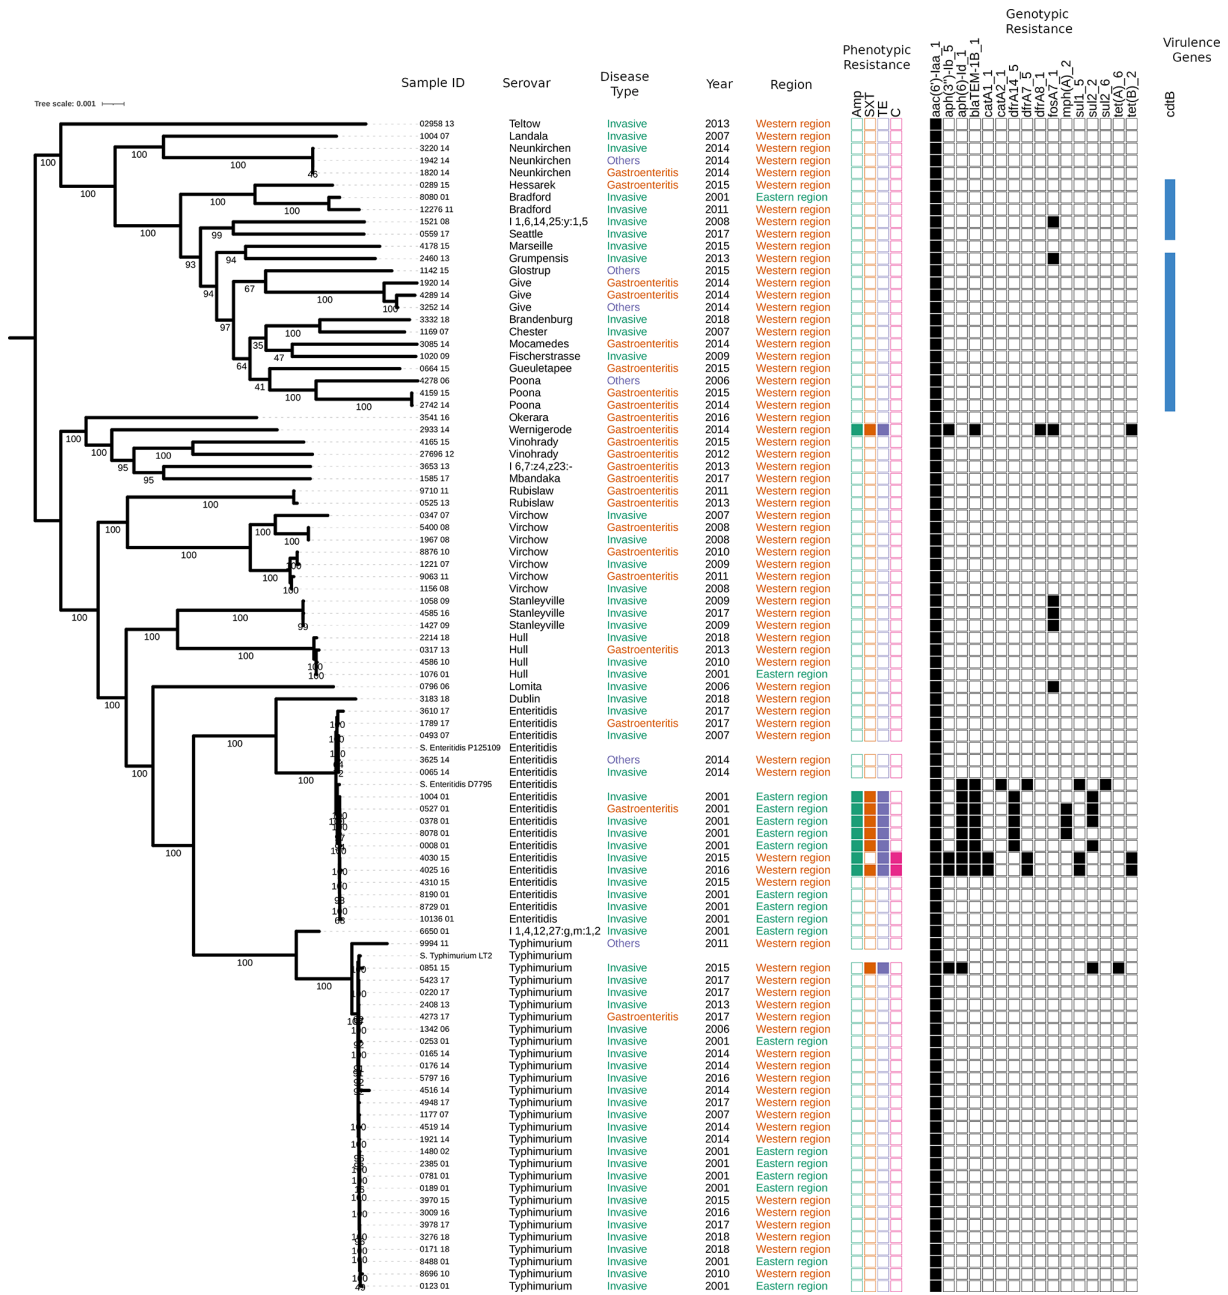 Genotypic
Resistance
Virulence
Genes
Phenotypic
Resistance
Sample ID Serovar Disease Type Year Region
Tree scale: 0.001
Amp SXT TE C
aac(6')-Iaa_1 aph(3'')-Ib_5 aph(6)-Id_1 blaTEM-1B_1 catA1_1 catA2_1 dfrA14_5 dfrA7_5 dfrA8_1 fosA7_1 mph(A)_2 sul1_5 sul2_2 sul2_6 tet(A)_6 tet(B)_2
cdtB
02958 13 Teltow Invasive 2013 Western region
1004 07 Landala Invasive 2007 Western region
3220 14 Neunkirchen Invasive 2014 Western region
1942 14 Neunkirchen Others 2014 Western region
1820 14 Neunkirchen Gastroenteritis 2014 Western region
0289 15 Hessarek Gastroenteritis 2015 Western region
8080 01 Bradford Invasive 2001 Eastern region
12276 11 Bradford Invasive 2011 Western region
1521 08 I 1,6,14,25:y:1,5 Invasive 2008 Western region
0559 17 Seattle Invasive 2017 Western region
4178 15 Marseille Invasive 2015 Western region
2460 13 Grumpensis Invasive 2013 Western region
1142 15 Glostrup Others 2015 Western region
1920 14 Give Gastroenteritis 2014 Western region
4289 14 Give Gastroenteritis 2014 Western region
3252 14 Give Others 2014 Western region
3332 18 Brandenburg Invasive 2018 Western region
1169 07 Chester Invasive 2007 Western region
3085 14 Mocamedes Gastroenteritis 2014 Western region
1020 09 Fischerstrasse Invasive 2009 Western region
0664 15 Gueuletapee Gastroenteritis 2015 Western region
4278 06 Poona Others 2006 Western region
4159 15 Poona Gastroenteritis 2015 Western region
2742 14 Poona Gastroenteritis 2014 Western region
3541 16 Okerara Gastroenteritis 2016 Western region
2933 14 Wernigerode Gastroenteritis 2014 Western region
4165 15 Vinohrady Gastroenteritis 2015 Western region
27696 12 Vinohrady Gastroenteritis 2012 Western region
3653 13 I 6,7:z4,z23:- Gastroenteritis 2013 Western region
1585 17 Mbandaka Gastroenteritis 2017 Western region
9710 11 Rubislaw Gastroenteritis 2011 Western region
0525 13 Rubislaw Gastroenteritis 2013 Western region
0347 07 Virchow Invasive 2007 Western region
5400 08 Virchow Gastroenteritis 2008 Western region
1967 08 Virchow Invasive 2008 Western region
8876 10 Virchow Gastroenteritis 2010 Western region
1221 07 Virchow Invasive 2009 Western region
9063 11 Virchow Gastroenteritis 2011 Western region
1156 08 Virchow Invasive 2008 Western region
1058 09 Stanleyville Invasive 2009 Western region
4585 16 Stanleyville Invasive 2017 Western region
1427 09 Stanleyville Invasive 2009 Western region
2214 18 Hull Invasive 2018 Western region
0317 13 Hull Gastroenteritis 2013 Western region
4586 10 Hull Invasive 2010 Western region
1076 01 Hull Invasive 2001 Eastern region
0796 06 Lomita Invasive 2006 Western region
3183 18 Dublin Invasive 2018 Western region
3610 17 Enteritidis Invasive 2017 Western region
1789 17 Enteritidis Gastroenteritis 2017 Western region
0493 07 Enteritidis Invasive 2007 Western region
S. Enteritidis P125109 Enteritidis
3625 14 Enteritidis Others 2014 Western region
0065 14 Enteritidis Invasive 2014 Western region
S. Enteritidis D7795 Enteritidis
1004 01 Enteritidis Invasive 2001 Eastern region
0527 01 Enteritidis Gastroenteritis 2001 Eastern region
0378 01 Enteritidis Invasive 2001 Eastern region
8078 01 Enteritidis Invasive 2001 Eastern region
0008 01 Enteritidis Invasive 2001 Eastern region
4030 15 Enteritidis Invasive 2015 Western region
4025 16 Enteritidis Invasive 2016 Western region
4310 15 Enteritidis Invasive 2015 Western region
8190 01 Enteritidis Invasive 2001 Eastern region
8729 01 Enteritidis Invasive 2001 Eastern region
10136 01 Enteritidis Invasive 2001 Eastern region
6650 01 I 1,4,12,27:g,m:1,2 Invasive 2001 Eastern region
9994 11 Typhimurium Others 2011 Western region
S. Typhimurium LT2 Typhimurium
0851 15 Typhimurium Invasive 2015 Western region
5423 17 Typhimurium Invasive 2017 Western region
0220 17 Typhimurium Invasive 2017 Western region
2408 13 Typhimurium Invasive 2013 Western region
4273 17 Typhimurium Gastroenteritis 2017 Western region
1342 06 Typhimurium Invasive 2006 Western region
0253 01 Typhimurium Invasive 2001 Eastern region
0165 14 Typhimurium Invasive 2014 Western region
0176 14 Typhimurium Invasive 2014 Western region
5797 16 Typhimurium Invasive 2016 Western region
4516 14 Typhimurium Invasive 2014 Western region
4948 17 Typhimurium Invasive 2017 Western region
1177 07 Typhimurium Invasive 2007 Western region
4519 14 Typhimurium Invasive 2014 Western region
1921 14 Typhimurium Invasive 2014 Western region
1480 02 Typhimurium Invasive 2001 Eastern region
2385 01 Typhimurium Invasive 2001 Eastern region
0781 01 Typhimurium Invasive 2001 Eastern region
0189 01 Typhimurium Invasive 2001 Eastern region
3970 15 Typhimurium Invasive 2015 Western region
3009 16 Typhimurium Invasive 2016 Western region
3978 17 Typhimurium Invasive 2017 Western region
3276 18 Typhimurium Invasive 2018 Western region
0171 18 Typhimurium Invasive 2018 Western region
8488 01 Typhimurium Invasive 2001 Eastern region
8696 10 Typhimurium Invasive 2010 Western region
0123 01 Typhimurium Invasive 2001 Eastern region